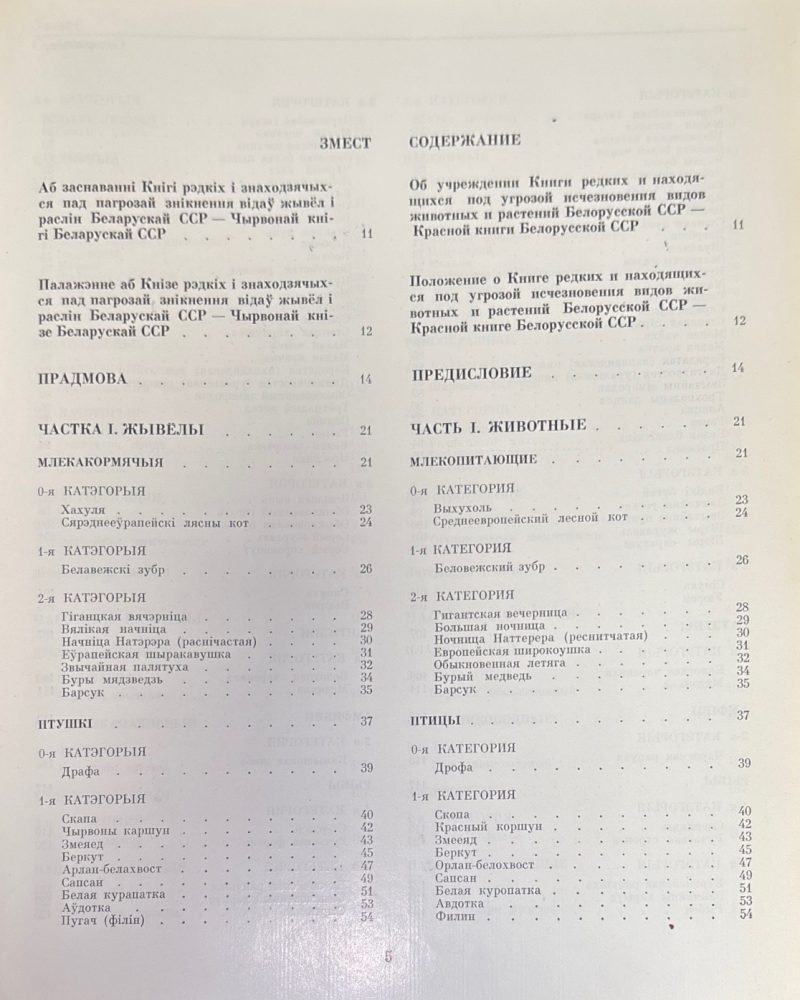 ЗМЕСТ
Аб заснаванні Кнігі рэдкіх і знаходзячых-
ся пад пагрозай знікнення відаў жывёл і
раслін Беларускай ССР — Чырвонай кні-
гі Беларускай ССР . . . . . . . 11
Палажэнне аб Кнізе рэдкіх і знаходзячых-
ся пад пагрозай знікнення відаў жывёл і
раслін Беларускай ССР — Чырвонай кні-
зе Беларускай ССР . . . . . . . 12
ПРАДМОВА . . . . . . . . . 14
ЧАСТКА I. ЖЫВЁЛЫ . . . . . . 21
МЛЕКАКОРМЯЧЫЯ . . . . . . . 21
0-я КАТЭГОРЫЯ
Хахуля . . . . . . . . . . 23
Сярэднееўрапейскі лясны кот . . . . 24
1-я КАТЭГОРЫЯ
Белавежскі зубр . . . . . . . . 26
2-я КАТЭГОРЫЯ
Гіганцкая вячэрніца . . . . . . . 28
Вялікая начніца . . . . . . . . 29
Начніца Натэрэра (распічастая) . . . . 30
Еўрапейская шыракавушка . . . . . 31
Звычайная палятуха . . . . . . . 32
Буры мядзведзь . . . . . . . . 34
Барсук . . . . . . . . . . 35
ПТУШКІ . . . . . . . . . . 37
0-я КАТЭГОРЫЯ
Драфа . . . . . . . . . . 39
1-я КАТЭГОРЫЯ
Скапа . . . . . . . . . . 40
Чырвоны каршун . . . . . . . . 42
Змеяед . . . . . . . . . . 43
Беркут . . . . . . . . . . 45
Арлан-белахвост . . . . . . . . 47
Сапсан . . . . . . . . . . 49
Белая курапатка . . . . . . . . 51
Аўдотка . . . . . . . . . . 53
Пугач (філін) . . . . . . . . . 54
СОДЕРЖАНИЕ
Об учреждении Книги редких и находя-
щихся под угрозой исчезновения видов
животных и растений Белорусской ССР —
Красной книги Белорусской ССР . . . 11
Положение о Книге редких и находящих-
ся под угрозой исчезновения видов жи-
вотных и растений Белорусской ССР —
Красной книге Белорусской ССР . . . . 12
ПРЕДИСЛОВИЕ . . . . . . . 14
ЧАСТЬ I. ЖИВОТНЫЕ . . . . . . 21
МЛЕКОПИТАЮЩИЕ . . . . . . . 21
0-я КАТЕГОРИЯ
Выхухоль . . . . . . . . . 23
Среднеевропейский лесной кот . . . . 24
1-я КАТЕГОРИЯ
Беловежский зубр . . . . . . . 26
2-я КАТЕГОРИЯ
Гигантская вечерница . . . . . . . 28
Большая ночница . . . . . . . . 29
Ночница Наттерера (реснитчатая) . . . 30
Европейская широкоушка . . . . . . 31
Обыкновенная летяга . . . . . . . 32
Бурый медведь . . . . . . . . 34
Барсук . . . . . . . . . . 35
ПТИЦЫ . . . . . . . . . . . 37
0-я КАТЕГОРИЯ
Дрофа . . . . . . . . . . 39
1-я КАТЕГОРИЯ
Скопа . . . . . . . . . . 40
Красный коршун . . . . . . . . 42
Змееяд . . . . . . . . . . 43
Беркут . . . . . . . . . . 45
Орлан-белохвост . . . . . . . . 47
Сапсан . . . . . . . . . . 49
Белая куропатка . . . . . . . . 51
Авдотка . . . . . . . . . 53
Филин . . . . . . . . . . 54
5